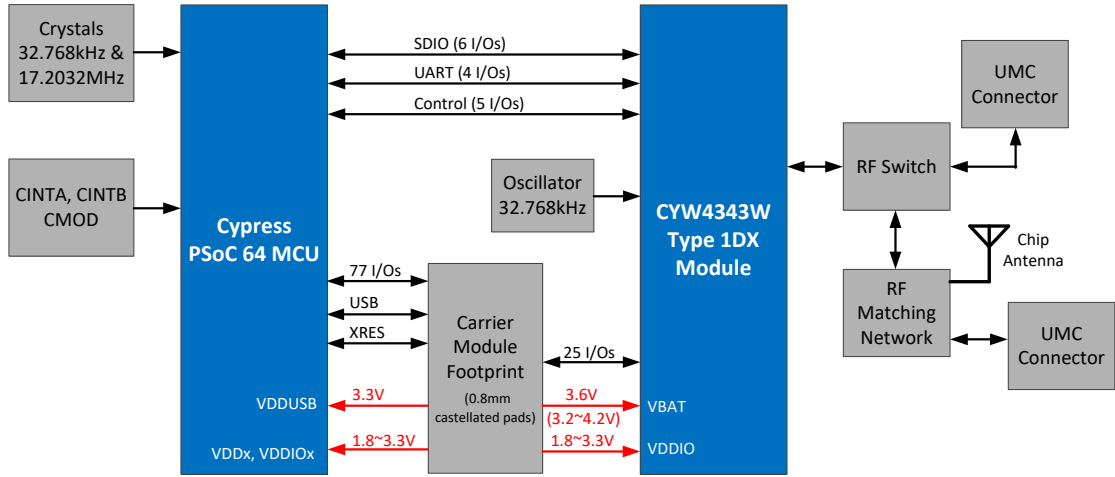 Crystals
32.768kHz &
17.2032MHz
CINTA, CINTB
CMOD
Cypress
PSoC 64 MCU
VDDUSB
VDDx, VDDIOx
SDIO (6 I/Os)
UART (4 I/Os)
Control (5 I/Os)
Oscillator
32.768kHz
77 I/Os
USB
XRES
3.3V
1.8~3.3V
Carrier
Module
Footprint
(0.8mm
castellated pads)
25 I/Os
3.6V
(3.2~4.2V)
1.8~3.3V
CYW4343W
Type 1DX
Module
VBAT
VDDIO
RF Switch
UMC
Connector
Chip
Antenna
RF
Matching
Network
UMC
Connector